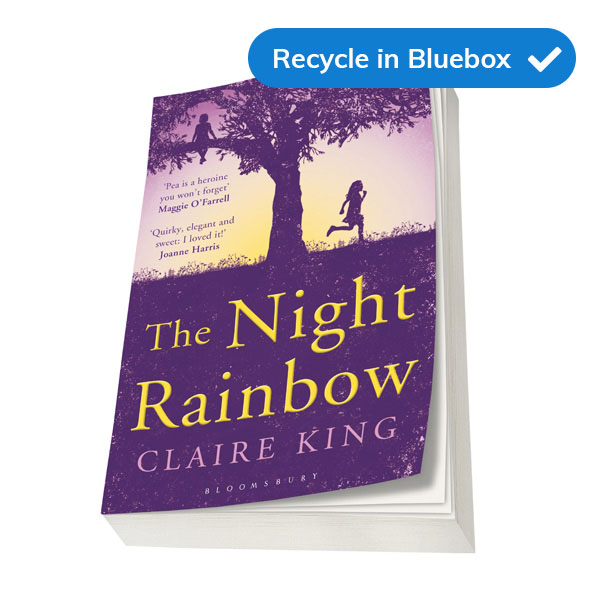 Recycle in Bluebox
‘Pea is a heroine
you won’t forget’
Maggie O’Farrell
‘Quirky, elegant and
sweet: I loved it!’
Joanne Harris
The Night
Rainbow
CLAIRE KING
BLOOMSBURY